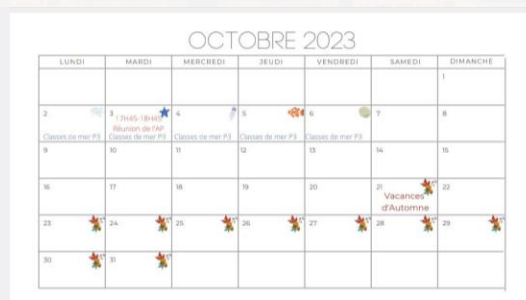 OCTOBRE 2023
LUNDI MARDI MERCREDI JEUDI VENDREDI SAMEDI DIMANCHE
1
2 3 4 5 6 7 8
17H45-18H45
Réunion de l'AP
Classes de mer P3 Classes de mer P3 Classes de mer P3 Classes de mer P3 Classes de mer P3
9 10 11 12 13 14 15
16 17 18 19 20 21 22
Vacances
d'Automne
23 24 25 26 27 28 29
30 31